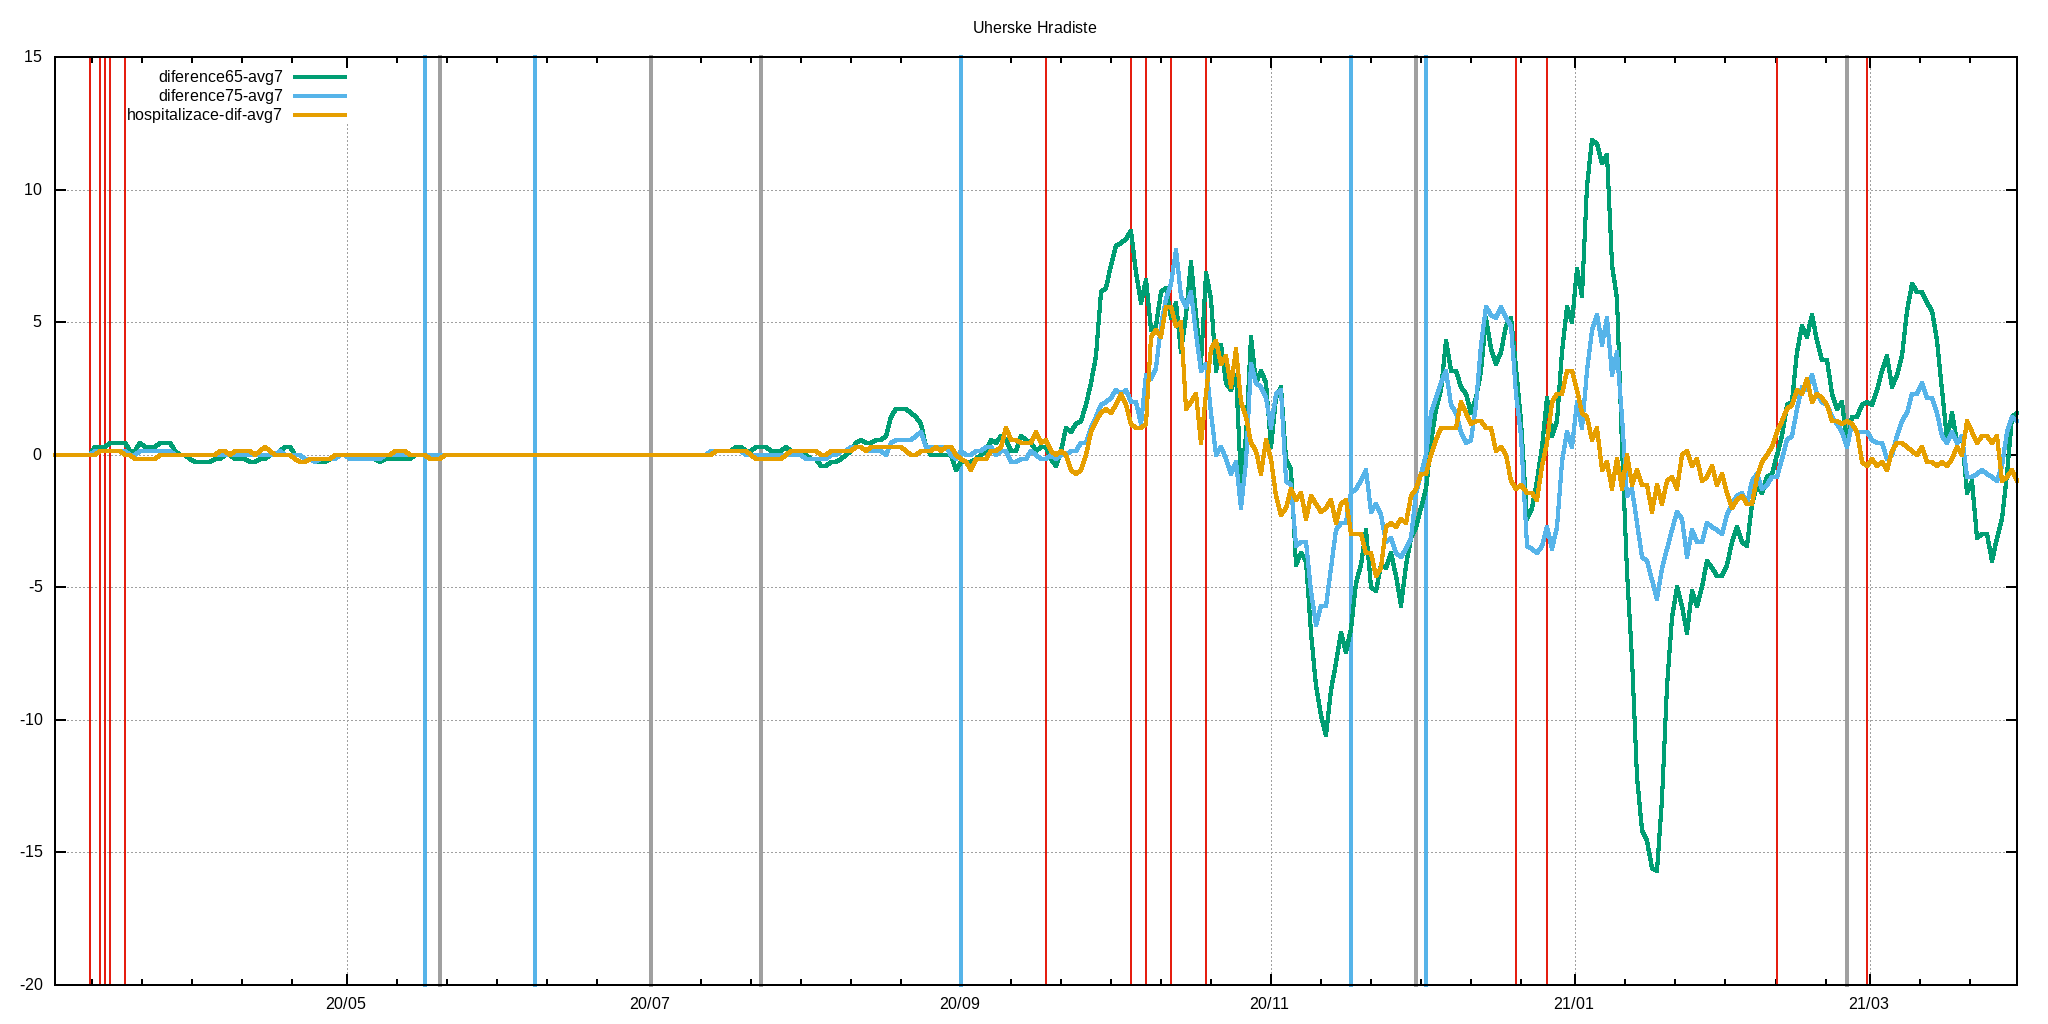 Uherske Hradiste
15
diference65-avg7
diference75-avg7
hospitalizace-dif-avg7
10
5
0
-5
-10
-15
-20
20/05 20/07 20/09 20/11 21/01 21/03